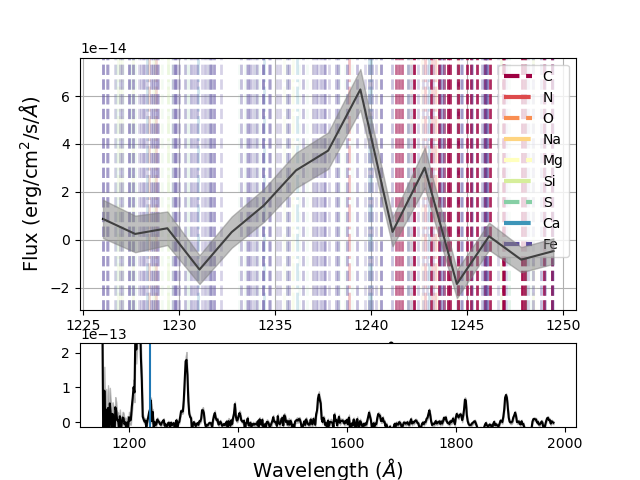 1e−14
Flux (erg/cm²/s/Å)
6
4
2
0
−2
C
N
O
Na
Mg
Si
S
Ca
Fe
1225 1230 1235 1240 1245 1250
1e−13
2
1
0
1200 1400 1600 1800 2000
Wavelength (Å)